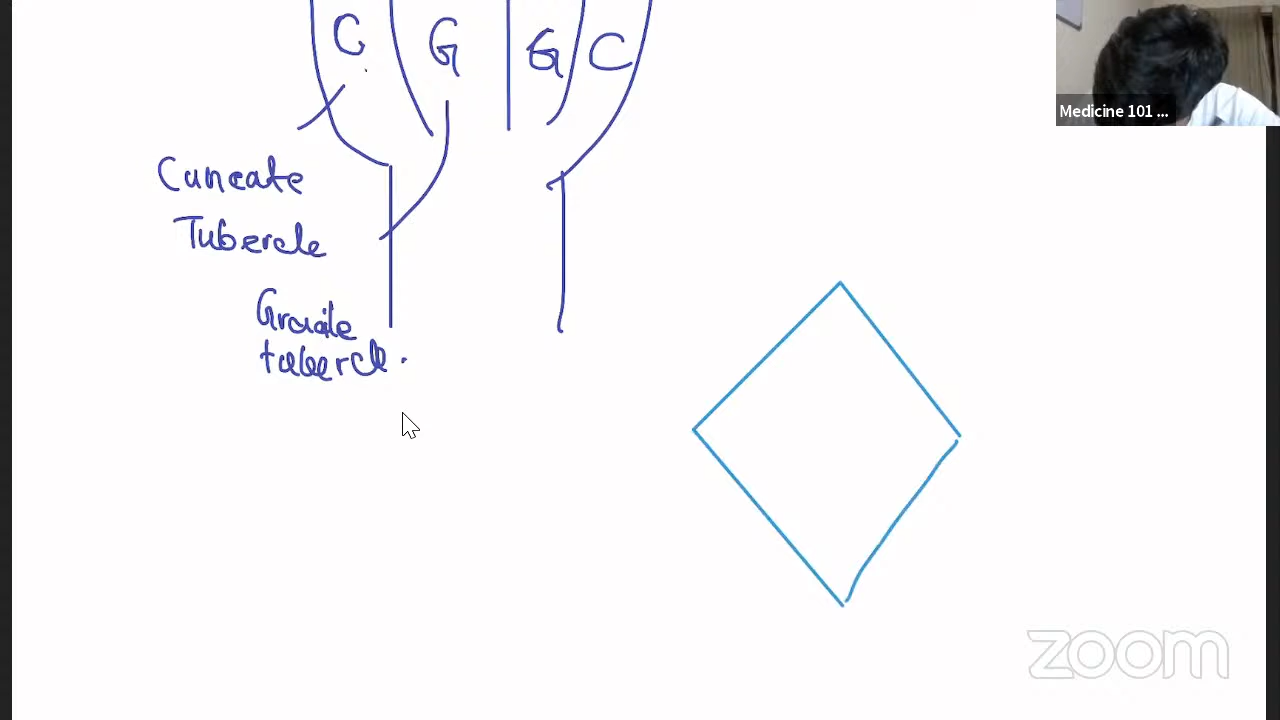 C G G C
Medicine 101 ...
Cuneate
Tubercle
Gracile
tubercle
zoom